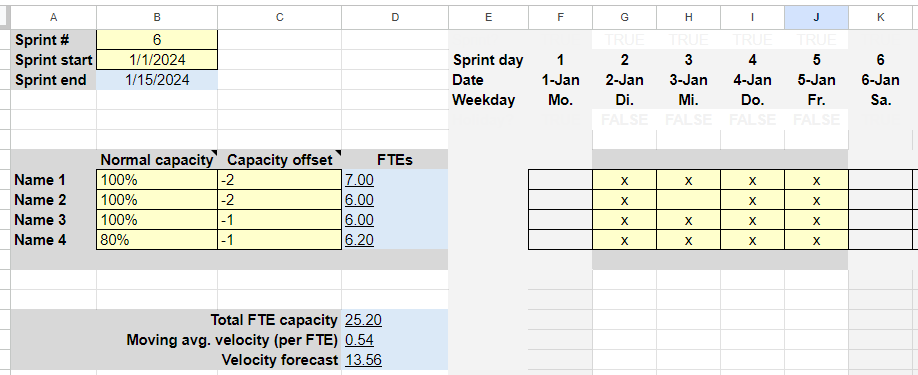 A B C D E F G H I J K
Sprint # 6 TRUE TRUE TRUE TRUE
Sprint start 1/1/2024 Sprint day 1 2 3 4 5 6
Sprint end 1/15/2024 Date 1-Jan 2-Jan 3-Jan 4-Jan 5-Jan 6-Jan
Weekday Mo. Di. Mi. Do. Fr. Sa.
FALSE FALSE FALSE FALSE
Normal capacity Capacity offset FTEs
Name 1 100% -2 7.00 x x x x
Name 2 100% -2 6.00 x x x
Name 3 100% -1 6.00 x x x x
Name 4 80% -1 6.20 x x x x
Total FTE capacity 25.20
Moving avg. velocity (per FTE) 0.54
Velocity forecast 13.56